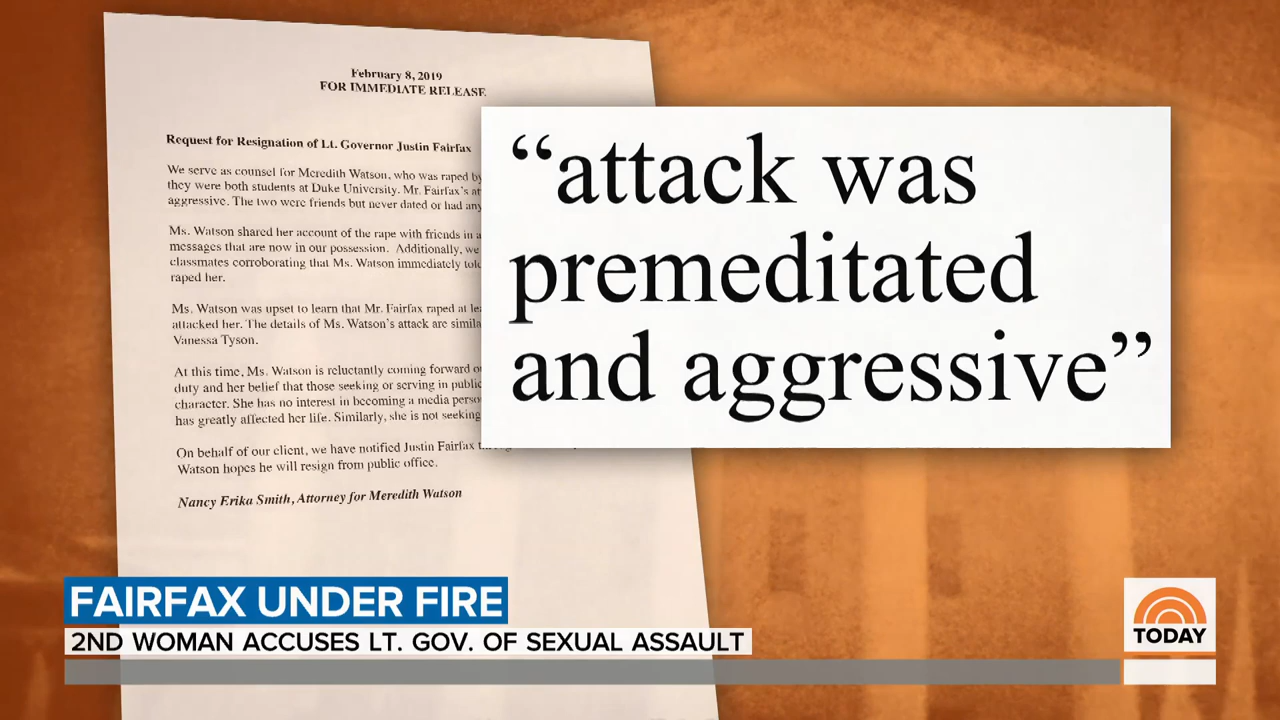 February 8, 2019
FOR IMMEDIATE RELEASE
Request for Resignation of Lt. Governor Justin Fairfax
We serve as counsel for Meredith Watson, who was raped by
they were both students at Duke University. Mr. Fairfax's
aggressive. The two were friends but never dated or had any
Ms. Watson shared her account of the rape with friends in
messages that are now in our possession. Additionally, we
classmates corroborating that Ms. Watson immediately
raped her.
Ms. Watson was upset to learn that Mr. Fairfax raped at
attacked her. The details of Ms. Watson's attack are
Vanessa Tyson.
At this time, Ms. Watson is reluctantly coming forward
duty and her belief that those seeking or serving in public
character. She has no interest in becoming a media
has greatly affected her life. Similarly, she is not seeking
On behalf of our client, we have notified Justin Fairfax
Watson hopes he will resign from public office.
Nancy Erika Smith, Attorney for Meredith Watson
“attack was
premeditated
and aggressive”
FAIRFAX UNDER FIRE
2ND WOMAN ACCUSES LT. GOV. OF SEXUAL ASSAULT
TODAY